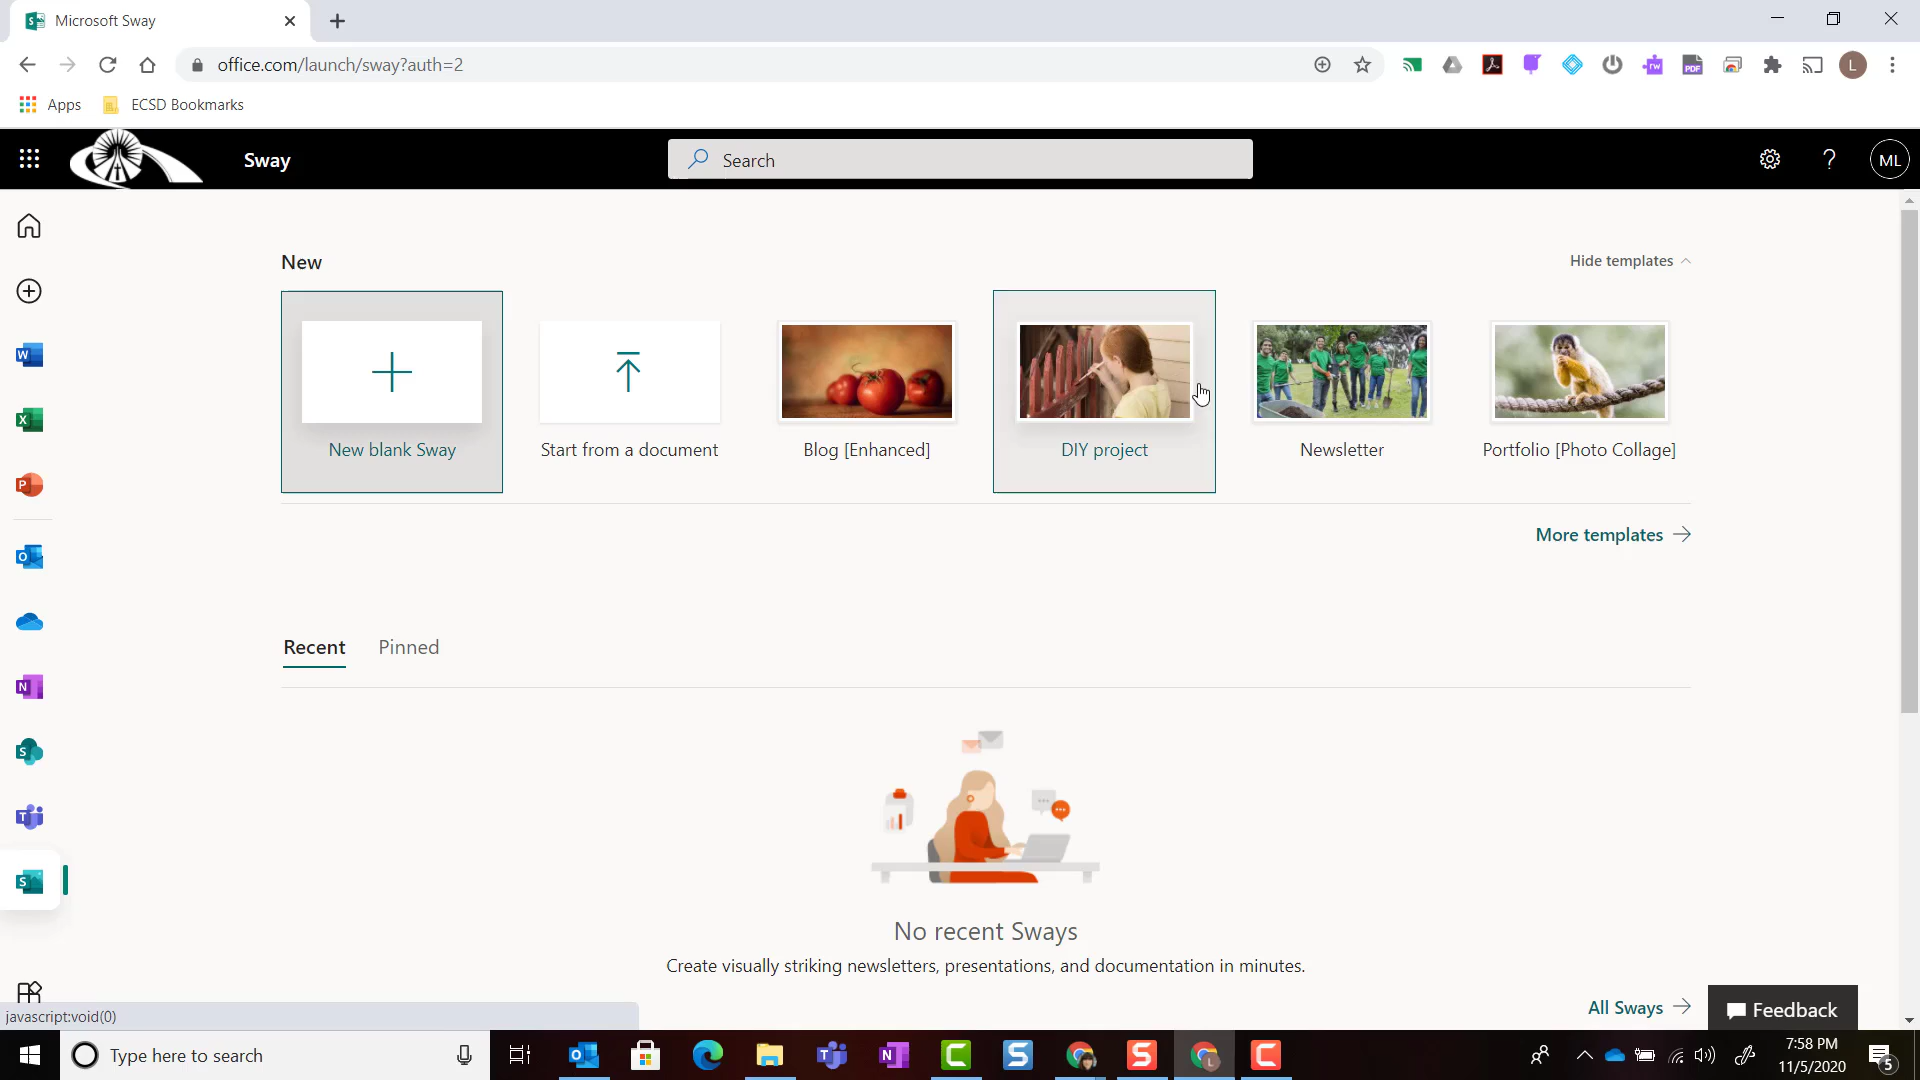 Microsoft Sway
office.com/launch/sway?auth=2
Apps
ECSD Bookmarks
Sway
Search
ML
New
Hide templates
New blank Sway
Start from a document
Blog [Enhanced]
DIY project
Newsletter
Portfolio [Photo Collage]
More templates
Recent
Pinned
No recent Sways
Create visually striking newsletters, presentations, and documentation in minutes.
All Sways
Feedback
javascript:void(0)
Type here to search
7:58 PM
11/5/2020
5